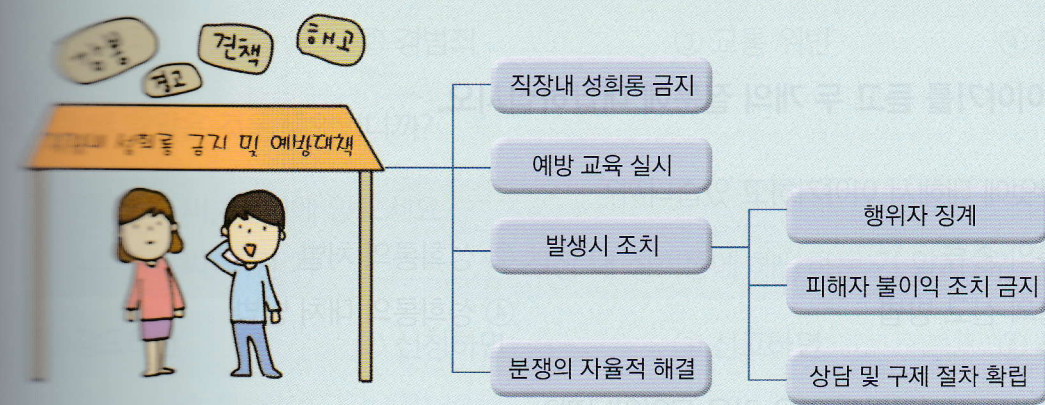 견책
해고
경고
직장내 성희롱 금지 및 예방대책
직장내 성희롱 금지
예방 교육 실시
발생시 조치
분쟁의 자율적 해결
행위자 징계
피해자 불이익 조치 금지
상담 및 구제 절차 확립